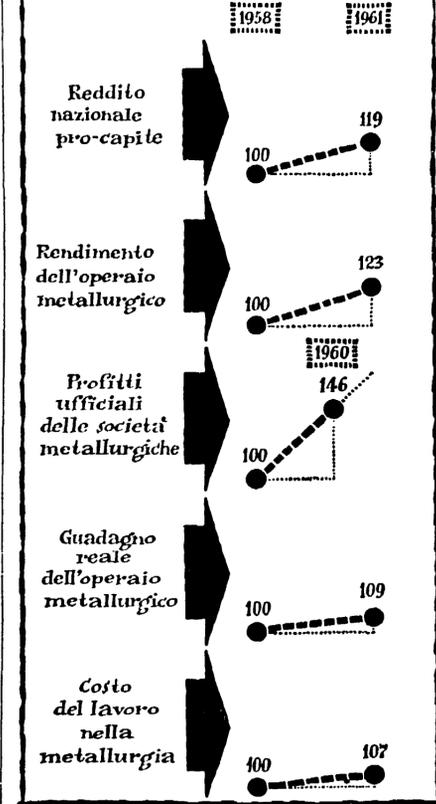 1958 1961
Reddito
nazionale
pro-capite
100 119
Rendimento
dell'operaio
metallurgico
100 123
1960
Profitti
ufficiali
delle società
metallurgiche
100 146
Guadagno
reale
dell'operaio
metallurgico
100 109
Costo
del lavoro
nella
metallurgia
100 107